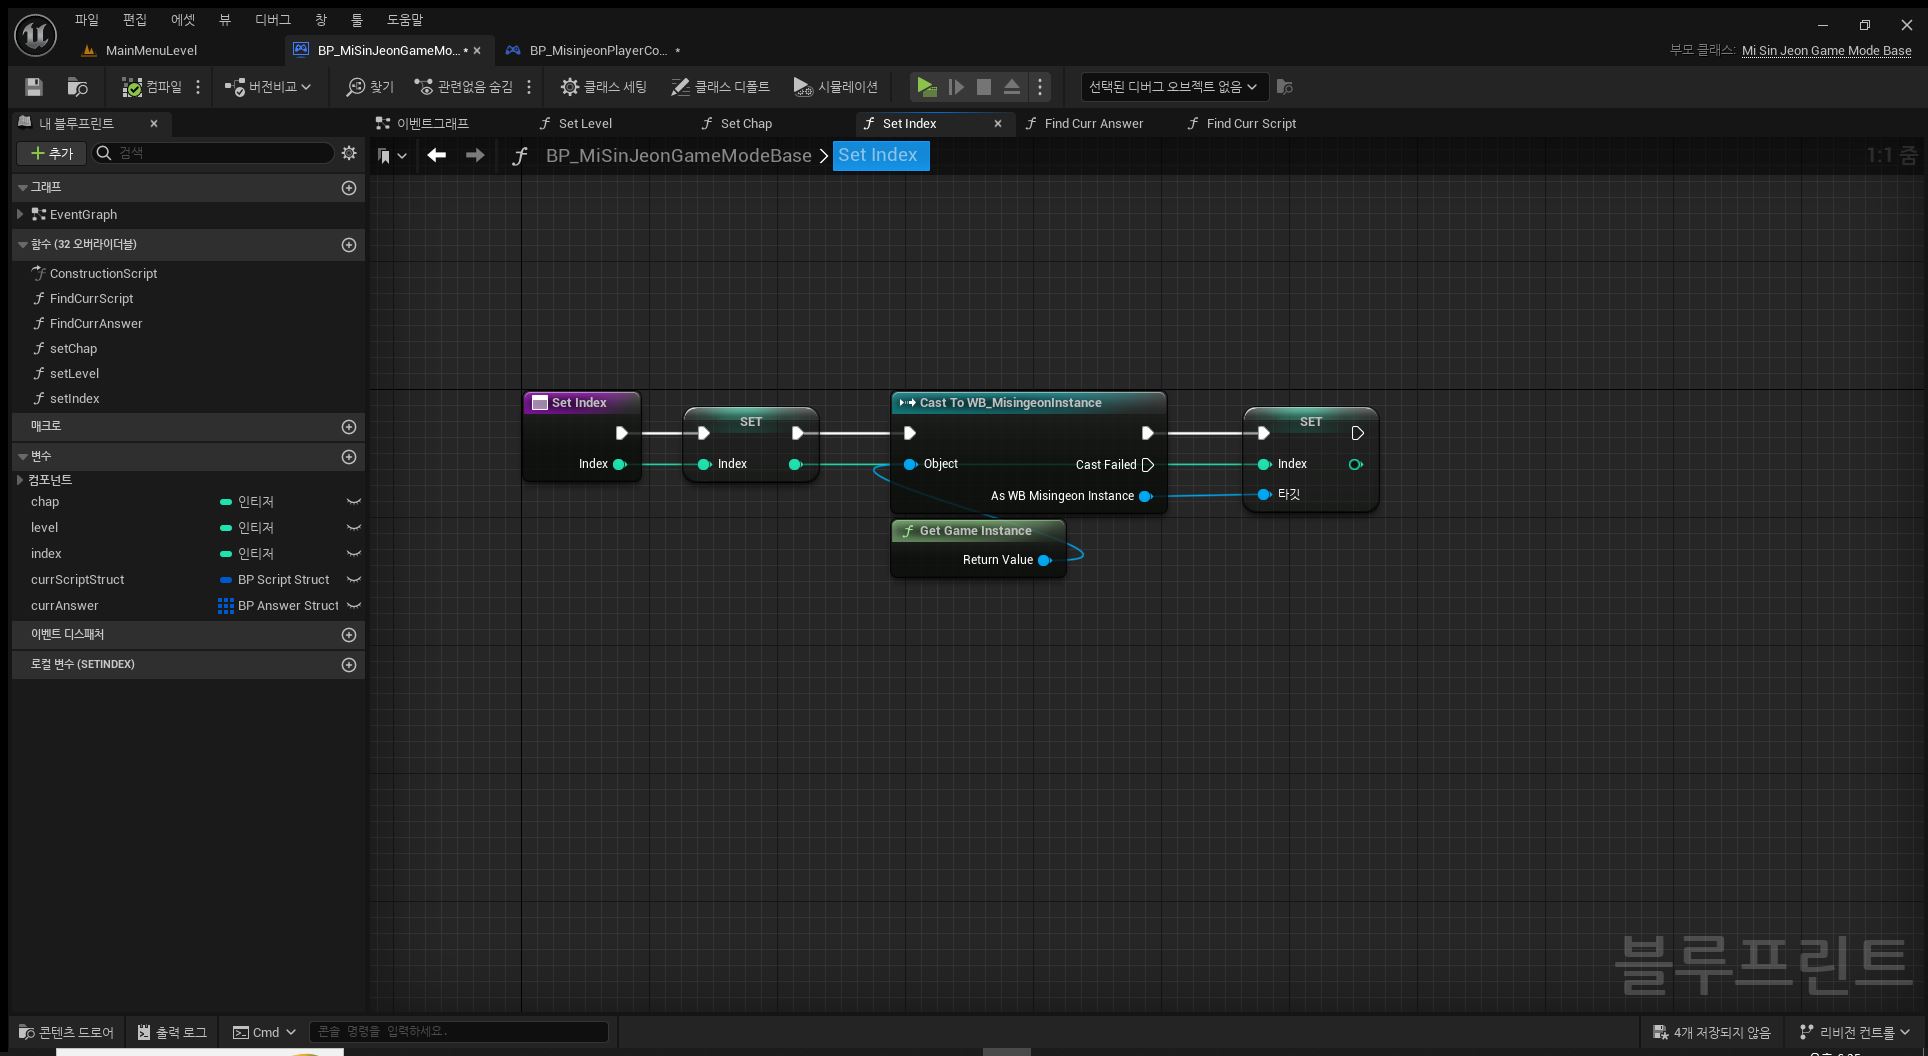 파일 편집 에셋 뷰 디버그 창 툴 도움말
MainMenuLevel BP_MiSinJeonGameMo...* BP_MisinjeonPlayerCo... *
부모 클래스: Mi Sin Jeon Game Mode Base
컴파일 버전비교 찾기 관련없음 숨김 클래스 세팅 클래스 디폴트 시뮬레이션 선택된 디버그 오브젝트 없음
내 블루프린트
이벤트그래프 Set Level Set Chap Set Index Find Curr Answer Find Curr Script
추가 검색
BP_MiSinJeonGameModeBase > Set Index
1:1 줌
그래프
EventGraph
함수 (32 오버라이더블)
ConstructionScript
FindCurrScript
FindCurrAnswer
setChap
setLevel
setIndex
매크로
변수
컴포넌트
chap 인티저
level 인티저
index 인티저
currScriptStruct BP Script Struct
currAnswer BP Answer Struct
이벤트 디스패처
로컬 변수 (SETINDEX)
Set Index
Index
SET
Index
Cast To WB_MisingeonInstance
Object
Cast Failed
As WB Misingeon Instance
Get Game Instance
Return Value
SET
Index
타깃
블루프린트
콘텐츠 드로어 출력 로그 Cmd 콘솔 명령을 입력하세요. 4개 저장되지 않음 리비전 컨트롤